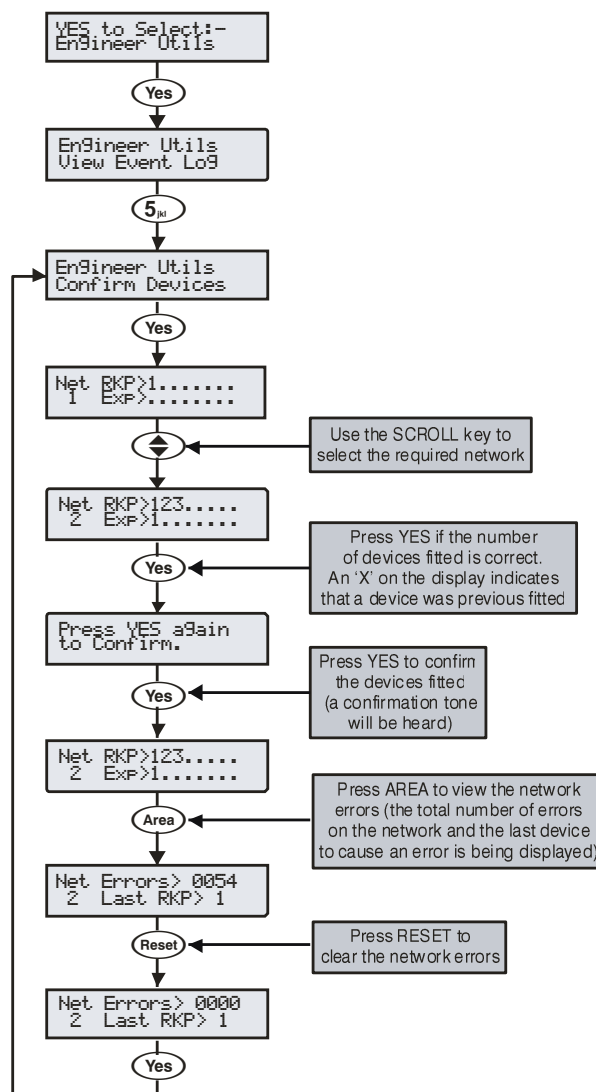 YES to Select:-
Engineer Utils
Yes
Engineer Utils
View Event Log
5jkl
Engineer Utils
Confirm Devices
Yes
Net RKP>1.......
1 Exp>........
Use the SCROLL key to
select the required network
Net RKP>123.....
2 Exp>1.......
Press YES if the number
of devices fitted is correct.
An 'X' on the display indicates
that a device was previous fitted
Yes
Press YES again
to Confirm.
Press YES to confirm
the devices fitted
(a confirmation tone
will be heard)
Yes
Net RKP>123.....
2 Exp>1.......
Press AREA to view the network
errors (the total number of errors
on the network and the last device
to cause an error is being displayed)
Area
Net Errors> 0054
2 Last RKP> 1
Reset
Press RESET to
clear the network errors
Net Errors> 0000
2 Last RKP> 1
Yes